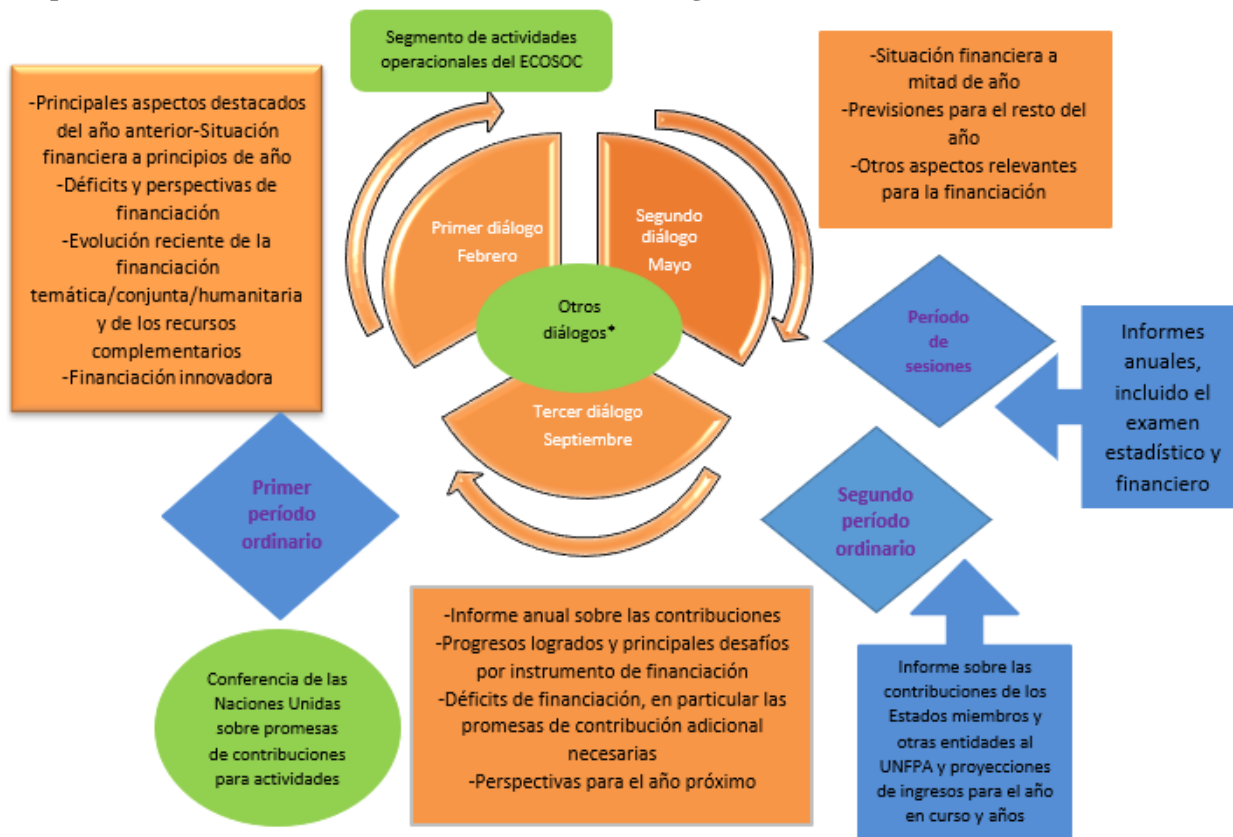 Segmento de actividades
operacionales del ECOSOC
-Principales aspectos destacados
del año anterior-Situación
financiera a principios de año
-Déficits y perspectivas de
financiación
-Evolución reciente de la
financiación
temática/conjunta/humanitaria
y de los recursos
complementarios
-Financiación innovadora
-Situación financiera a
mitad de año
-Previsiones para el resto del
año
-Otros aspectos relevantes
para la financiación
Primer diálogo
Febrero
Segundo
diálogo
Mayo
Otros
diálogos*
Tercer diálogo
Septiembre
Período
de
sesiones
Informes
anuales,
incluido el
examen
estadístico y
financiero
Primer
período
ordinario
Segundo
período
ordinario
Conferencia de las
Naciones Unidas
sobre promesas
de contribuciones
para actividades
-Informe anual sobre las contribuciones
-Progresos logrados y principales desafíos
por instrumento de financiación
-Déficits de financiación, en particular las
promesas de contribución adicional
necesarias
-Perspectivas para el año próximo
Informe sobre las
contribuciones de los
Estados miembros y
otras entidades al
UNFPA y proyecciones
de ingresos para el año
en curso y años